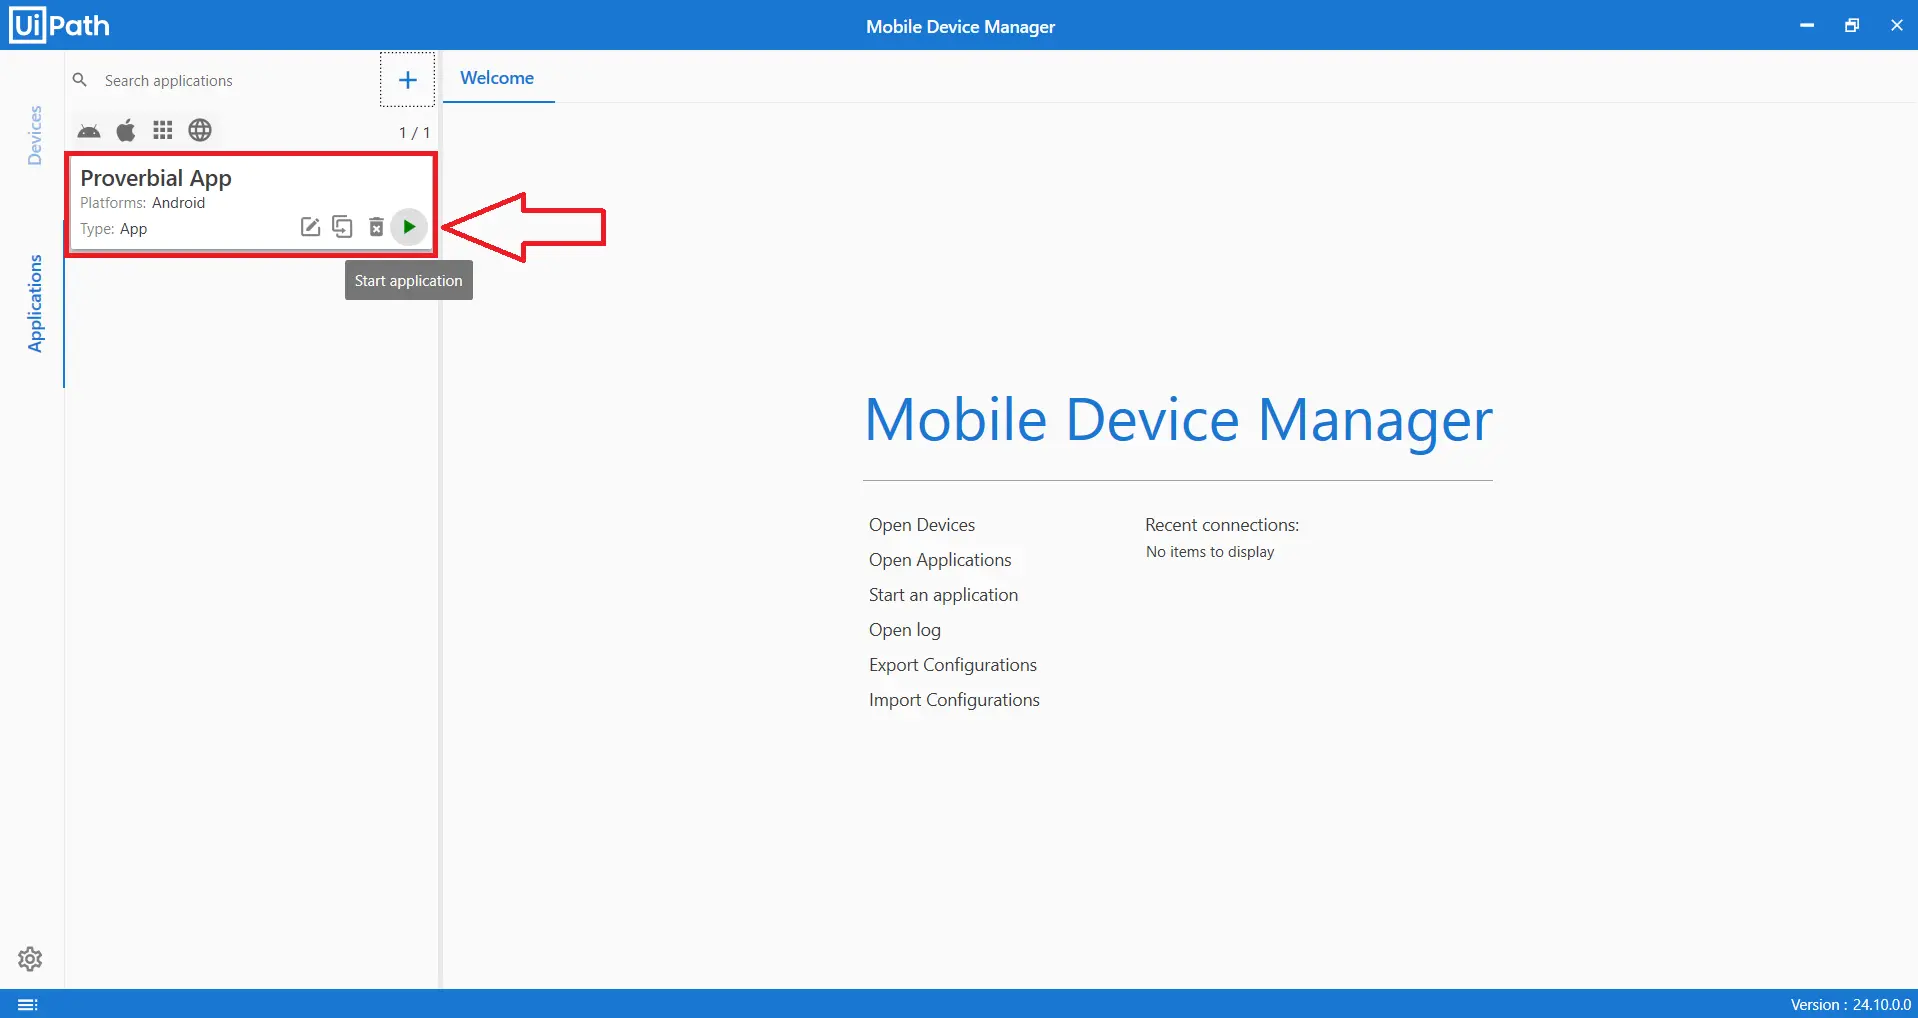 UiPath
Mobile Device Manager
Search applications
Welcome
Devices
1 / 1
Proverbial App
Platforms: Android
Type: App
Start application
Applications
Mobile Device Manager
Open Devices
Open Applications
Start an application
Open log
Export Configurations
Import Configurations
Recent connections:
No items to display
Version : 24.10.0.0